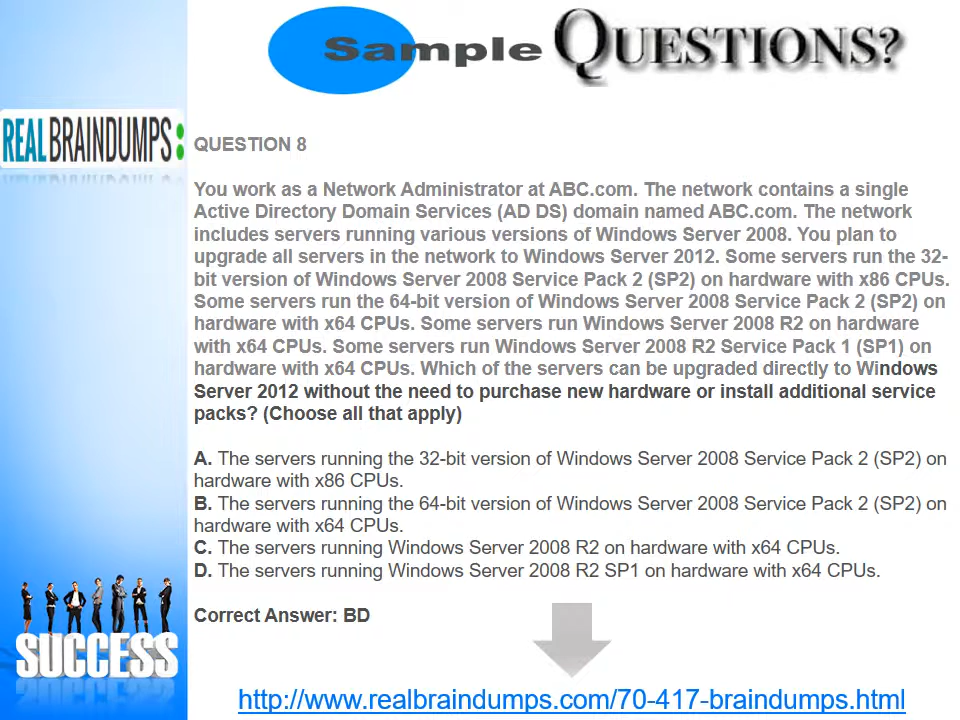 Sample QUESTIONS?
REALBRAINDUMPS:
QUESTION 8
You work as a Network Administrator at ABC.com. The network contains a single
Active Directory Domain Services (AD DS) domain named ABC.com. The network
includes servers running various versions of Windows Server 2008. You plan to
upgrade all servers in the network to Windows Server 2012. Some servers run the 32-
bit version of Windows Server 2008 Service Pack 2 (SP2) on hardware with x86 CPUs.
Some servers run the 64-bit version of Windows Server 2008 Service Pack 2 (SP2) on
hardware with x64 CPUs. Some servers run Windows Server 2008 R2 on hardware
with x64 CPUs. Some servers run Windows Server 2008 R2 Service Pack 1 (SP1) on
hardware with x64 CPUs. Which of the servers can be upgraded directly to Windows
Server 2012 without the need to purchase new hardware or install additional service
packs? (Choose all that apply)
A. The servers running the 32-bit version of Windows Server 2008 Service Pack 2 (SP2) on
hardware with x86 CPUs.
B. The servers running the 64-bit version of Windows Server 2008 Service Pack 2 (SP2) on
hardware with x64 CPUs.
C. The servers running Windows Server 2008 R2 on hardware with x64 CPUs.
D. The servers running Windows Server 2008 R2 SP1 on hardware with x64 CPUs.
Correct Answer: BD
SUCCESS
http://www.realbraindumps.com/70-417-braindumps.html